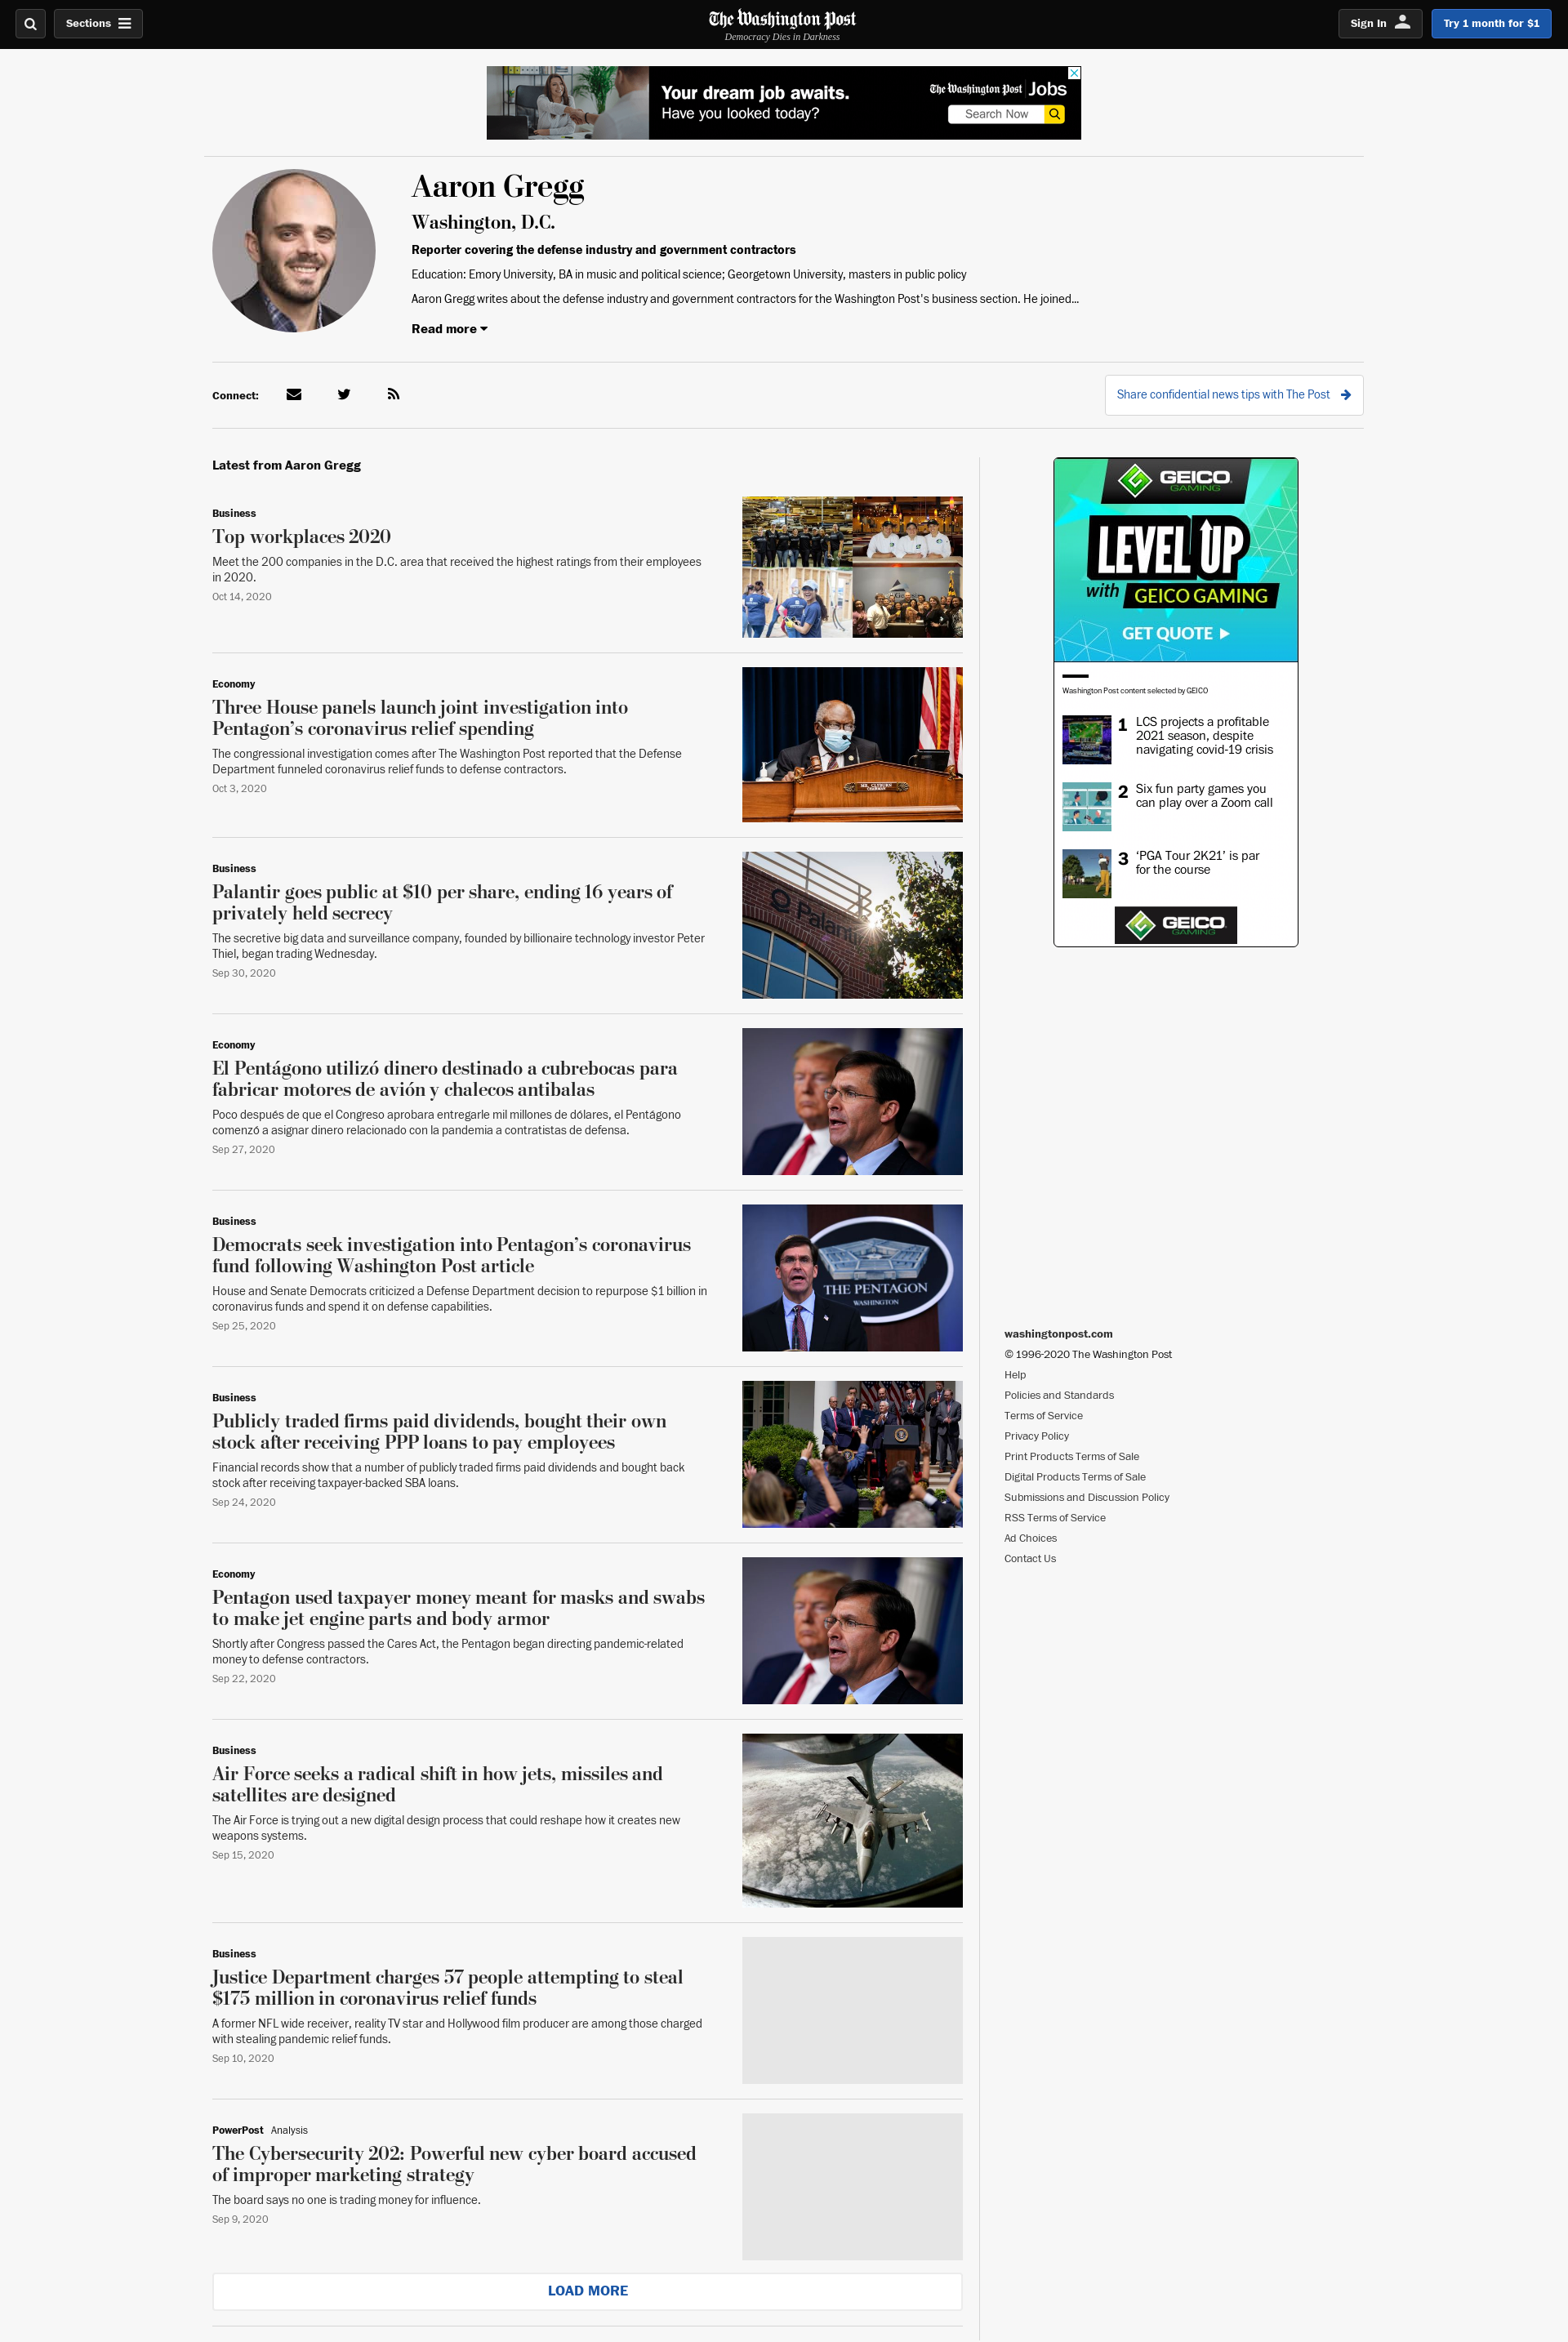 Sections
The Washington Post
Democracy Dies in Darkness
Sign In
Try 1 month for $1
Your dream job awaits.
Have you looked today?
The Washington Post Jobs
Search Now
Aaron Gregg
Washington, D.C.
Reporter covering the defense industry and government contractors
Education: Emory University, BA in music and political science; Georgetown University, masters in public policy
Aaron Gregg writes about the defense industry and government contractors for the Washington Post's business section. He joined...
Read more
Connect:
Share confidential news tips with The Post
Latest from Aaron Gregg
Business
Top workplaces 2020
Meet the 200 companies in the D.C. area that received the highest ratings from their employees
in 2020.
Oct 14, 2020
Economy
Three House panels launch joint investigation into
Pentagon’s coronavirus relief spending
The congressional investigation comes after The Washington Post reported that the Defense
Department funneled coronavirus relief funds to defense contractors.
Oct 3, 2020
MR. CLYBURN
CHAIRMAN
Business
Palantir goes public at $10 per share, ending 16 years of
privately held secrecy
The secretive big data and surveillance company, founded by billionaire technology investor Peter
Thiel, began trading Wednesday.
Sep 30, 2020
Palantir
Economy
El Pentágono utilizó dinero destinado a cubrebocas para
fabricar motores de avión y chalecos antibalas
Poco después de que el Congreso aprobara entregarle mil millones de dólares, el Pentágono
comenzó a asignar dinero relacionado con la pandemia a contratistas de defensa.
Sep 27, 2020
Business
Democrats seek investigation into Pentagon’s coronavirus
fund following Washington Post article
House and Senate Democrats criticized a Defense Department decision to repurpose $1 billion in
coronavirus funds and spend it on defense capabilities.
Sep 25, 2020
THE PENTAGON
WASHINGTON
Business
Publicly traded firms paid dividends, bought their own
stock after receiving PPP loans to pay employees
Financial records show that a number of publicly traded firms paid dividends and bought back
stock after receiving taxpayer-backed SBA loans.
Sep 24, 2020
Economy
Pentagon used taxpayer money meant for masks and swabs
to make jet engine parts and body armor
Shortly after Congress passed the Cares Act, the Pentagon began directing pandemic-related
money to defense contractors.
Sep 22, 2020
Business
Air Force seeks a radical shift in how jets, missiles and
satellites are designed
The Air Force is trying out a new digital design process that could reshape how it creates new
weapons systems.
Sep 15, 2020
Business
Justice Department charges 57 people attempting to steal
$175 million in coronavirus relief funds
A former NFL wide receiver, reality TV star and Hollywood film producer are among those charged
with stealing pandemic relief funds.
Sep 10, 2020
PowerPost Analysis
The Cybersecurity 202: Powerful new cyber board accused
of improper marketing strategy
The board says no one is trading money for influence.
Sep 9, 2020
LOAD MORE
GEICO
GAMING
LEVEL UP
with GEICO GAMING
GET QUOTE
Washington Post content selected by GEICO
1 LCS projects a profitable
2021 season, despite
navigating covid-19 crisis
2 Six fun party games you
can play over a Zoom call
3 ‘PGA Tour 2K21’ is par
for the course
GEICO
GAMING
washingtonpost.com
© 1996-2020 The Washington Post
Help
Policies and Standards
Terms of Service
Privacy Policy
Print Products Terms of Sale
Digital Products Terms of Sale
Submissions and Discussion Policy
RSS Terms of Service
Ad Choices
Contact Us